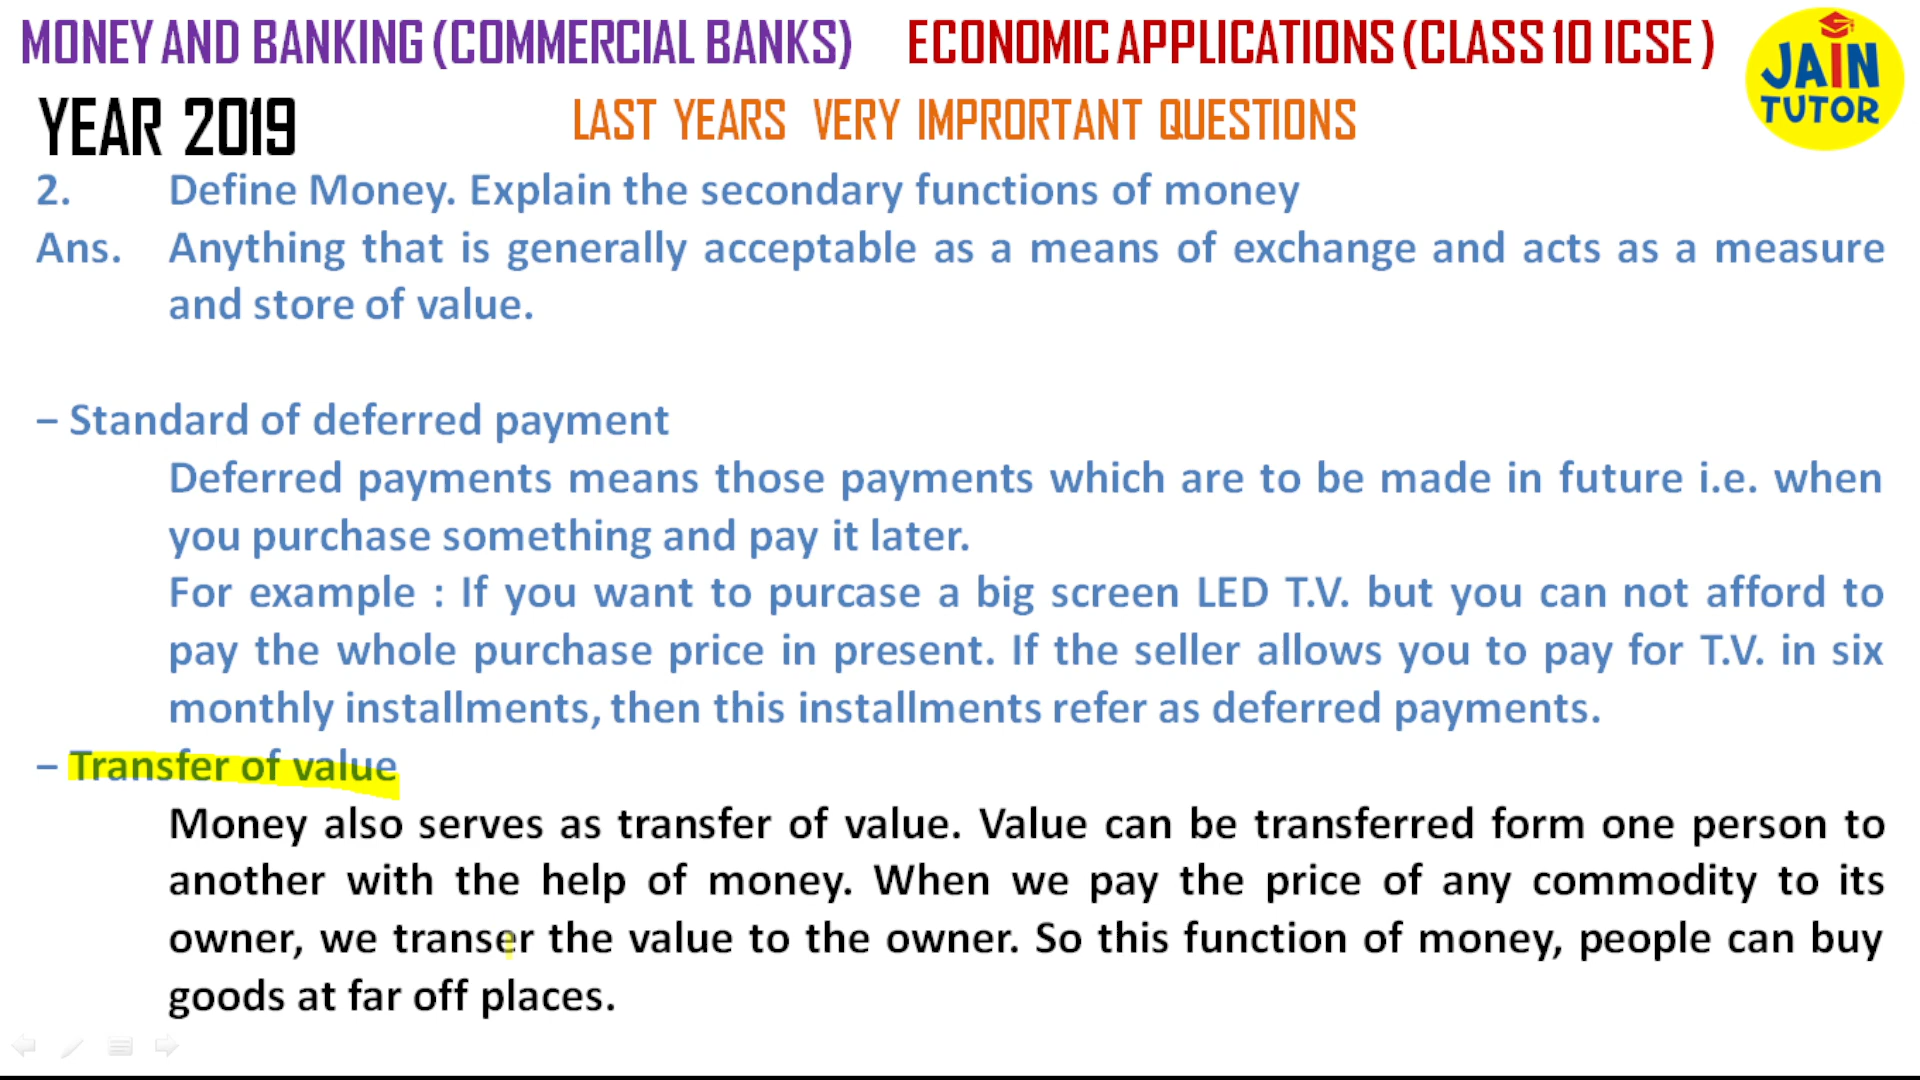 MONEY AND BANKING (COMMERCIAL BANKS) ECONOMIC APPLICATIONS (CLASS 10 ICSE )
JAIN
TUTOR
YEAR 2019 LAST YEARS VERY IMPRORTANT QUESTIONS
2. Define Money. Explain the secondary functions of money
Ans. Anything that is generally acceptable as a means of exchange and acts as a measure
and store of value.
– Standard of deferred payment
Deferred payments means those payments which are to be made in future i.e. when
you purchase something and pay it later.
For example : If you want to purcase a big screen LED T.V. but you can not afford to
pay the whole purchase price in present. If the seller allows you to pay for T.V. in six
monthly installments, then this installments refer as deferred payments.
– Transfer of value
Money also serves as transfer of value. Value can be transferred form one person to
another with the help of money. When we pay the price of any commodity to its
owner, we transer the value to the owner. So this function of money, people can buy
goods at far off places.